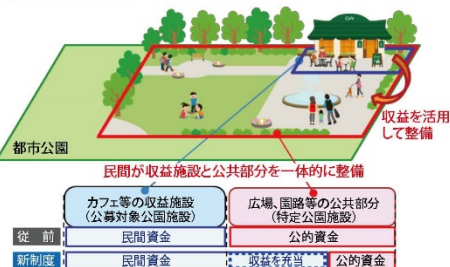 Cafe
収益を活用
して整備
都市公園
民間が収益施設と公共部分を一体的に整備
カフェ等の収益施設
(公募対象公園施設)
広場、園路等の公共部分
(特定公園施設)
従 前
民間資金
公的資金
新制度
民間資金
収益を充当
公的資金